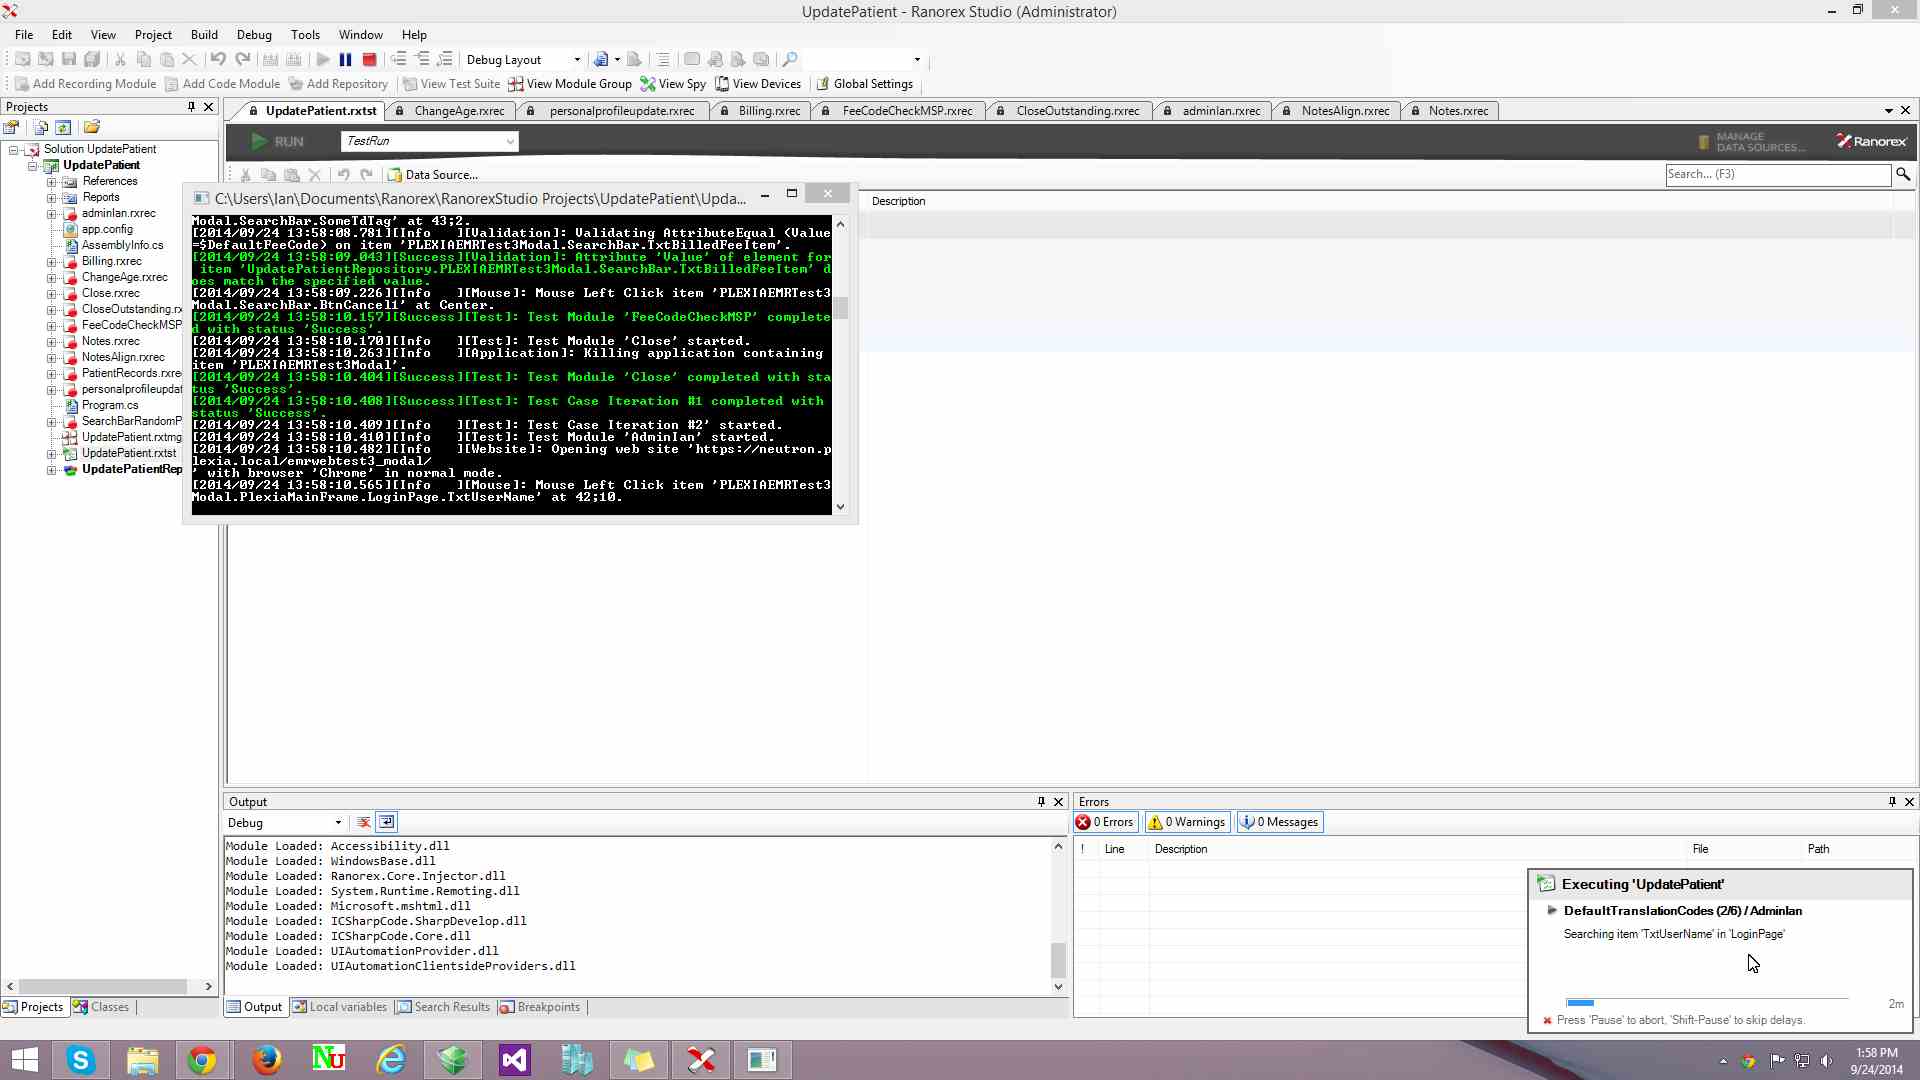 UpdatePatient - Ranorex Studio (Administrator)
File Edit View Project Build Debug Tools Window Help
Debug Layout
Add Recording Module Add Code Module Add Repository View Test Suite View Module Group View Spy View Devices Global Settings
Projects
UpdatePatient.rxtst ChangeAge.rxrec personalprofileupdate.rxrec Billing.rxrec FeeCodeCheckMSP.rxrec CloseOutstanding.rxrec adminIan.rxrec NotesAlign.rxrec Notes.rxrec
RUN TestRun MANAGE DATA SOURCES... Ranorex
Data Source... Search... (F3)
Description
Solution UpdatePatient
UpdatePatient
References
Reports
adminIan.rxrec
app.config
AssemblyInfo.cs
Billing.rxrec
ChangeAge.rxrec
Close.rxrec
CloseOutstanding.rx
FeeCodeCheckMSP
Notes.rxrec
NotesAlign.rxrec
PatientRecords.rxre
personalprofileupdat
Program.cs
SearchBarRandomP
UpdatePatient.rxtmg
UpdatePatient.rxtst
UpdatePatientRep
C:\Users\Ian\Documents\Ranorex\RanorexStudio Projects\UpdatePatient\Upda...
Modal.SearchBar.SomeTdTag' at 43;2.
[2014/09/24 13:58:08.781][Info   ][Validation]: Validating AttributeEqual (Value
=$DefaultFeeCode) on item 'PLEXIAEMRTest3Modal.SearchBar.TxtBilledFeeItem'.
[2014/09/24 13:58:09.043][Success][Validation]: Attribute 'Value' of element for
 item 'UpdatePatientRepository.PLEXIAEMRTest3Modal.SearchBar.TxtBilledFeeItem' d
oes match the specified value.
[2014/09/24 13:58:09.226][Info   ][Mouse]: Mouse Left Click item 'PLEXIAEMRTest3
Modal.SearchBar.BtnCancel1' at Center.
[2014/09/24 13:58:10.157][Success][Test]: Test Module 'FeeCodeCheckMSP' complete
d with status 'Success'.
[2014/09/24 13:58:10.170][Info   ][Test]: Test Module 'Close' started.
[2014/09/24 13:58:10.263][Info   ][Application]: Killing application containing
item 'PLEXIAEMRTest3Modal'.
[2014/09/24 13:58:10.404][Success][Test]: Test Module 'Close' completed with sta
tus 'Success'.
[2014/09/24 13:58:10.408][Success][Test]: Test Case Iteration #1 completed with
status 'Success'.
[2014/09/24 13:58:10.409][Info   ][Test]: Test Case Iteration #2' started.
[2014/09/24 13:58:10.410][Info   ][Test]: Test Module 'AdminIan' started.
[2014/09/24 13:58:10.482][Info   ][Website]: Opening web site 'https://neutron.p
lexia.local/emrwebtest3_modal/
' with browser 'Chrome' in normal mode.
[2014/09/24 13:58:10.565][Info   ][Mouse]: Mouse Left Click item 'PLEXIAEMRTest3
Modal.PlexiaMainFrame.LoginPage.TxtUserName' at 42;10.
Projects Classes
Output
Debug
Module Loaded: Accessibility.dll
Module Loaded: WindowsBase.dll
Module Loaded: Ranorex.Core.Injector.dll
Module Loaded: System.Runtime.Remoting.dll
Module Loaded: Microsoft.mshtml.dll
Module Loaded: ICSharpCode.SharpDevelop.dll
Module Loaded: ICSharpCode.Core.dll
Module Loaded: UIAutomationProvider.dll
Module Loaded: UIAutomationClientsideProviders.dll
Output Local variables Search Results Breakpoints
Errors
0 Errors 0 Warnings 0 Messages
! Line Description File Path
Executing 'UpdatePatient'
DefaultTranslationCodes (2/6) / AdminIan
Searching item 'TxtUserName' in 'LoginPage'
2m
Press 'Pause' to abort, 'Shift-Pause' to skip delays.
Nu
1:58 PM
9/24/2014